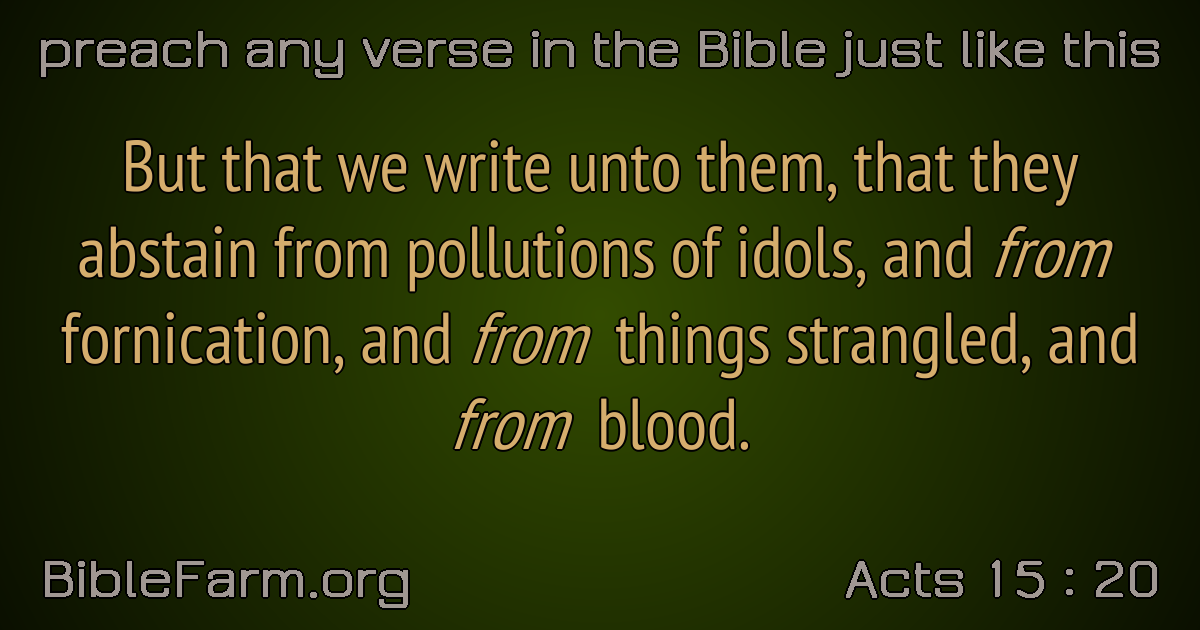 preach any verse in the Bible just like this
But that we write unto them, that they
abstain from pollutions of idols, and from
fornication, and from things strangled, and
from blood.
BibleFarm.org
Acts 15 : 20